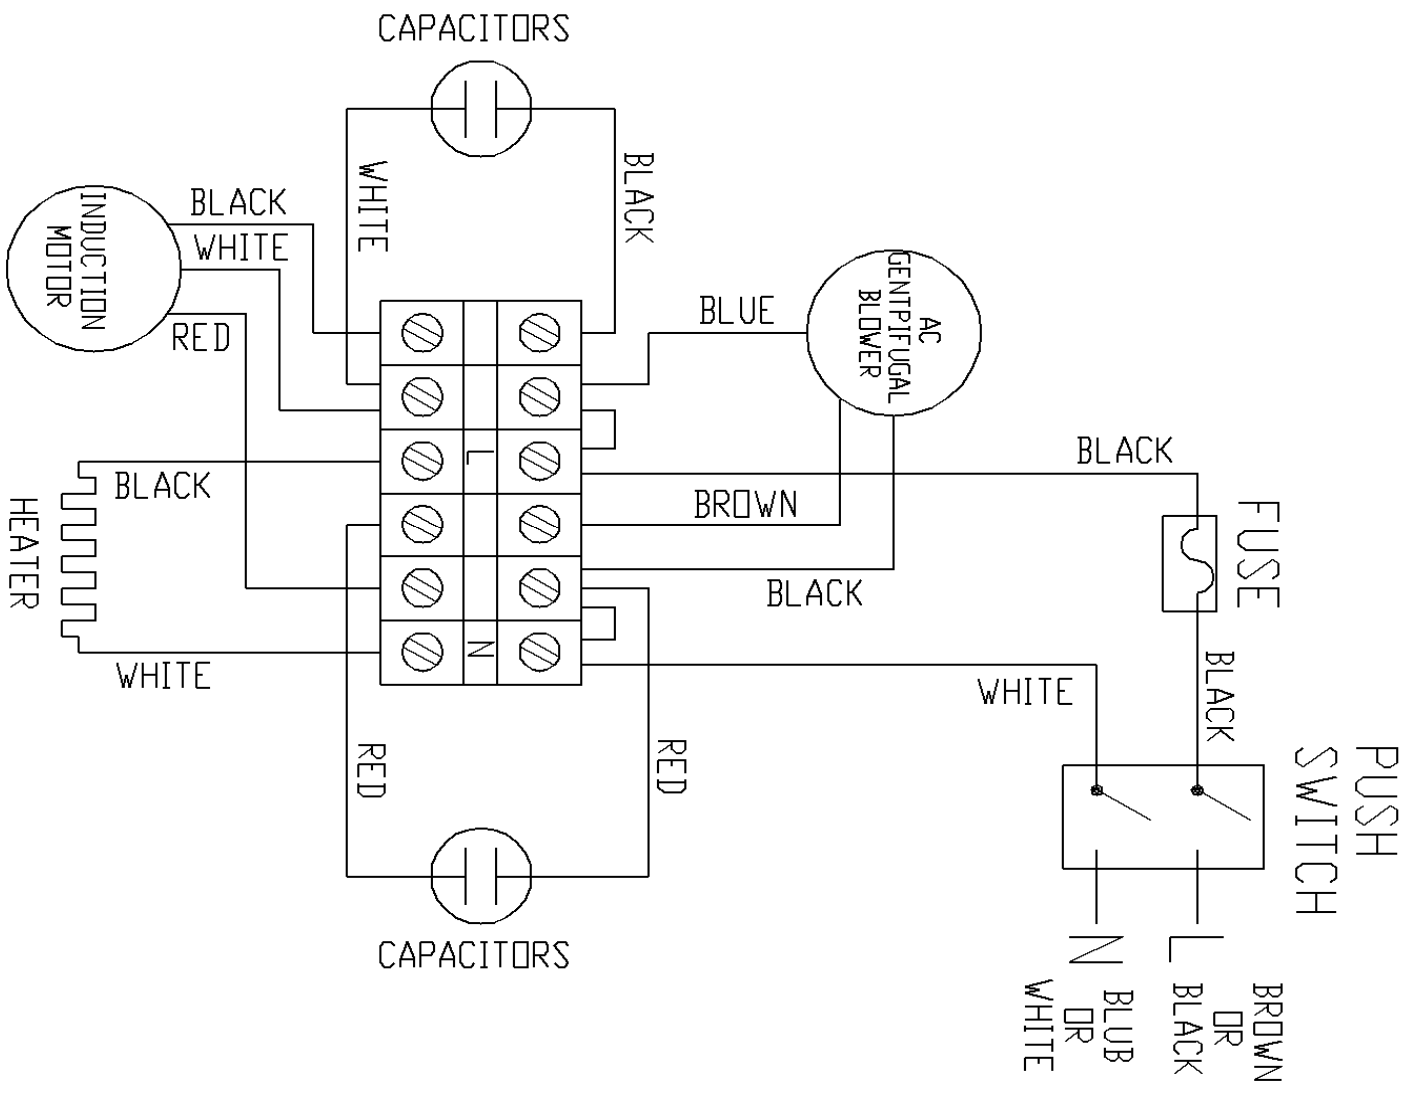 CAPACITORS
WHITE
BLACK
BLACK
WHITE
RED
INDUCTION
MOTOR
BLUE
AC
GENTPIFUGAL
BLOWER
L
BLACK
BLACK
BROWN
HEATER
FUSE
BLACK
N
WHITE
WHITE
BLACK
RED
RED
PUSH
SWITCH
CAPACITORS
N
L
BLUB
OR
WHITE
BROWN
OR
BLACK